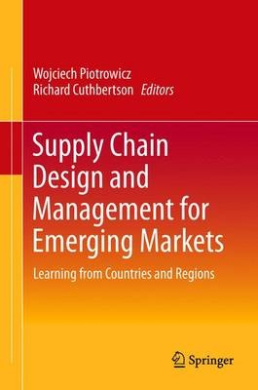 Wojciech Piotrowicz
Richard Cuthbertson Editors
Supply Chain
Design and
Management for
Emerging Markets
Learning from Countries and Regions
Springer